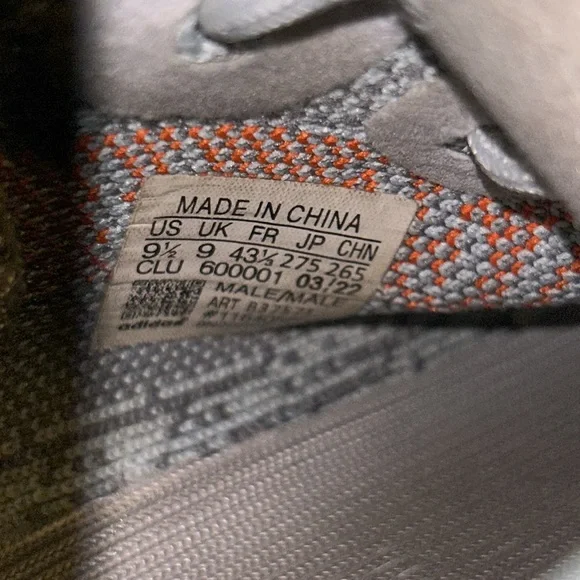 MADE IN CHINA
US UK FR JP CHN
9½ 9 43⅓ 275 265
CLU 600001 03/22
MALE/MALE
ART
adidas